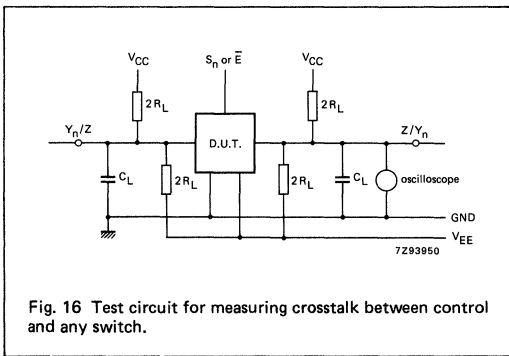 V_CC
S_n or E̅
V_CC
2R_L
2R_L
Y_n/Z
D.U.T.
Z/Y_n
C_L
2R_L
2R_L
C_L
oscilloscope
GND
V_EE
7Z93950
Fig. 16 Test circuit for measuring crosstalk between control
and any switch.